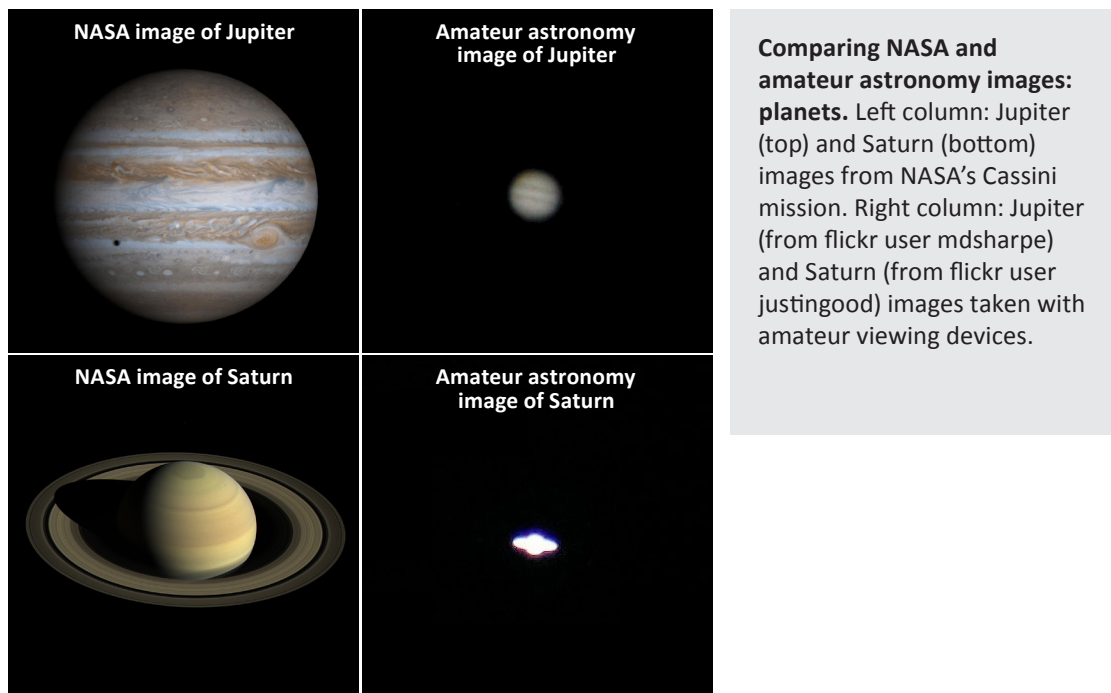 NASA image of Jupiter
Amateur astronomy
image of Jupiter
NASA image of Saturn
Amateur astronomy
image of Saturn
Comparing NASA and
amateur astronomy images:
planets. Left column: Jupiter
(top) and Saturn (bottom)
images from NASA’s Cassini
mission. Right column: Jupiter
(from flickr user mdsharpe)
and Saturn (from flickr user
justingood) images taken with
amateur viewing devices.